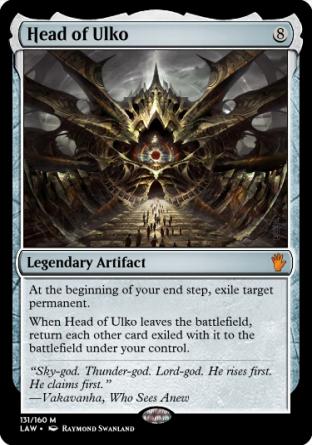 Head of Ulko 8
Legendary Artifact
At the beginning of your end step, exile target
permanent.
When Head of Ulko leaves the battlefield,
return each other card exiled with it to the
battlefield under your control.
“Sky-god. Thunder-god. Lord-god. He rises first.
He claims first.”
—Vakavanha, Who Sees Anew
131/160 M
LAW • RAYMOND SWANLAND